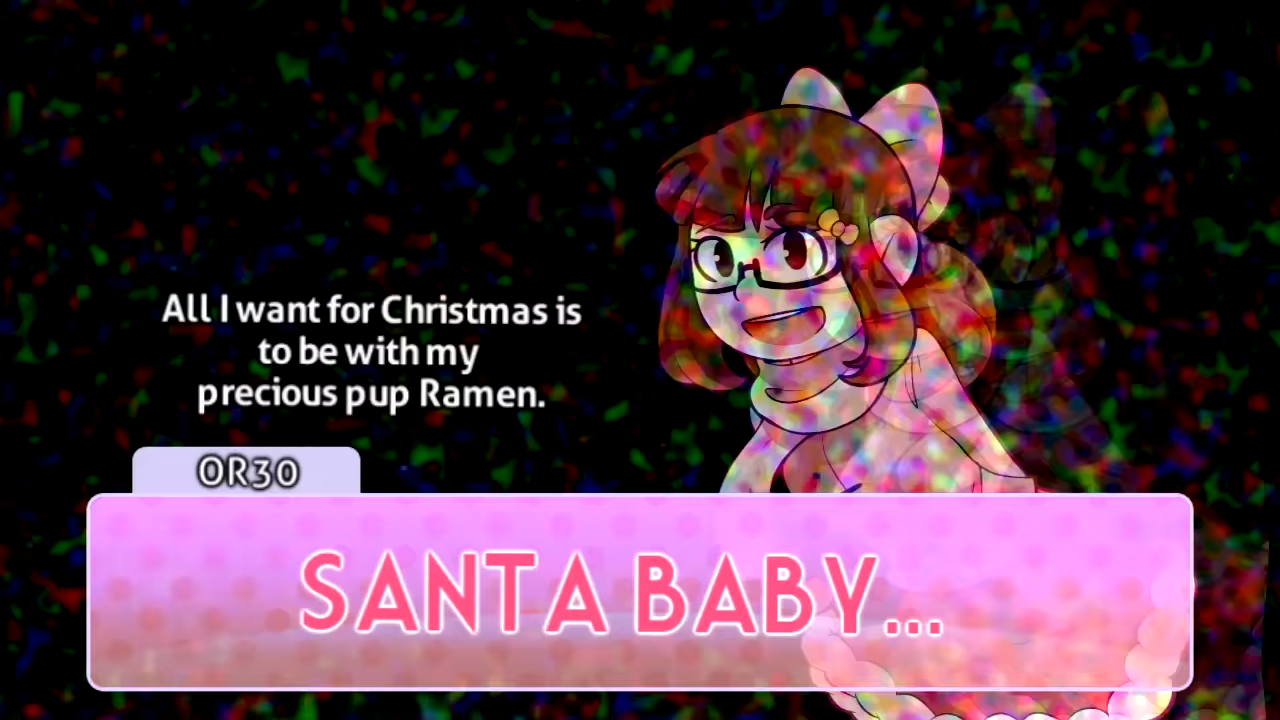 All I want for Christmas is
to be with my
precious pup Ramen.
OR30
SANTA BABY...